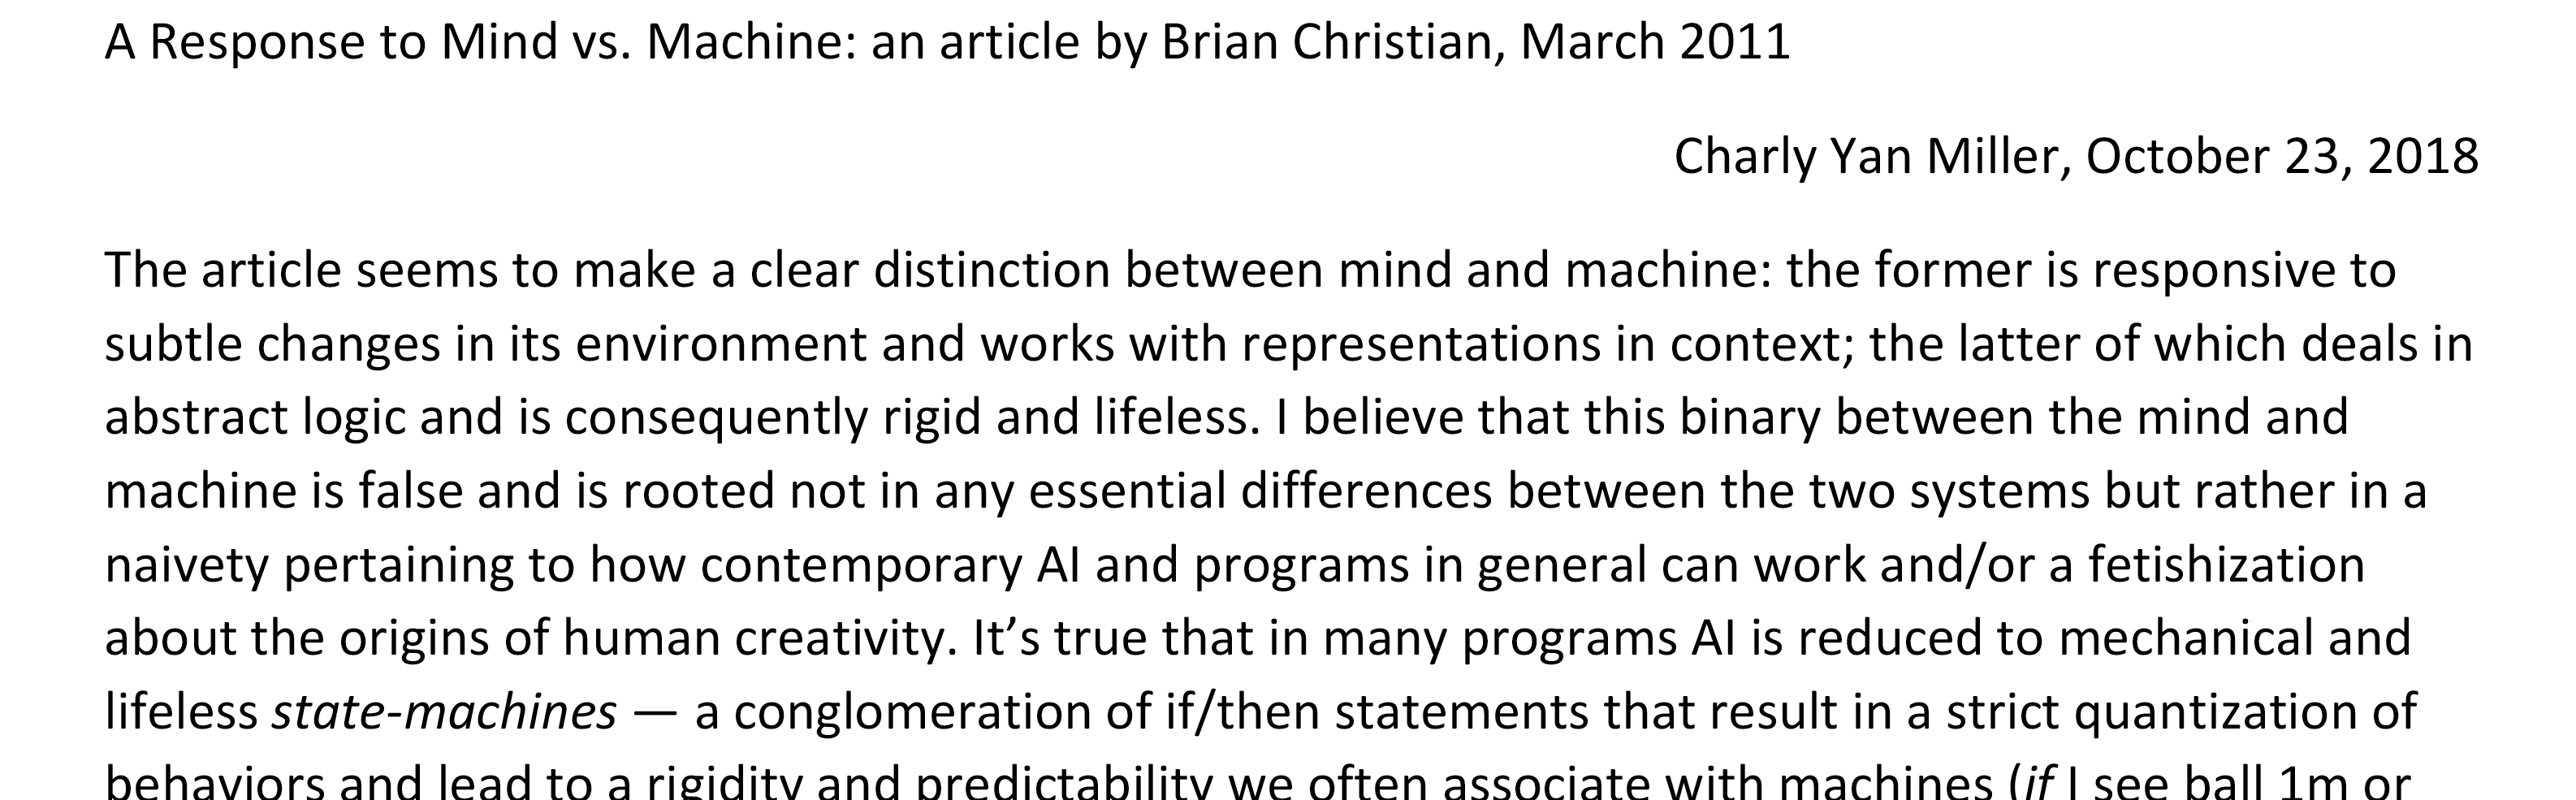 A Response to Mind vs. Machine: an article by Brian Christian, March 2011
Charly Yan Miller, October 23, 2018
The article seems to make a clear distinction between mind and machine: the former is responsive to
subtle changes in its environment and works with representations in context; the latter of which deals in
abstract logic and is consequently rigid and lifeless. I believe that this binary between the mind and
machine is false and is rooted not in any essential differences between the two systems but rather in a
naivety pertaining to how contemporary AI and programs in general can work and/or a fetishization
about the origins of human creativity. It’s true that in many programs AI is reduced to mechanical and
lifeless state-machines — a conglomeration of if/then statements that result in a strict quantization of
behaviors and lead to a rigidity and predictability we often associate with machines (if I see ball 1m or